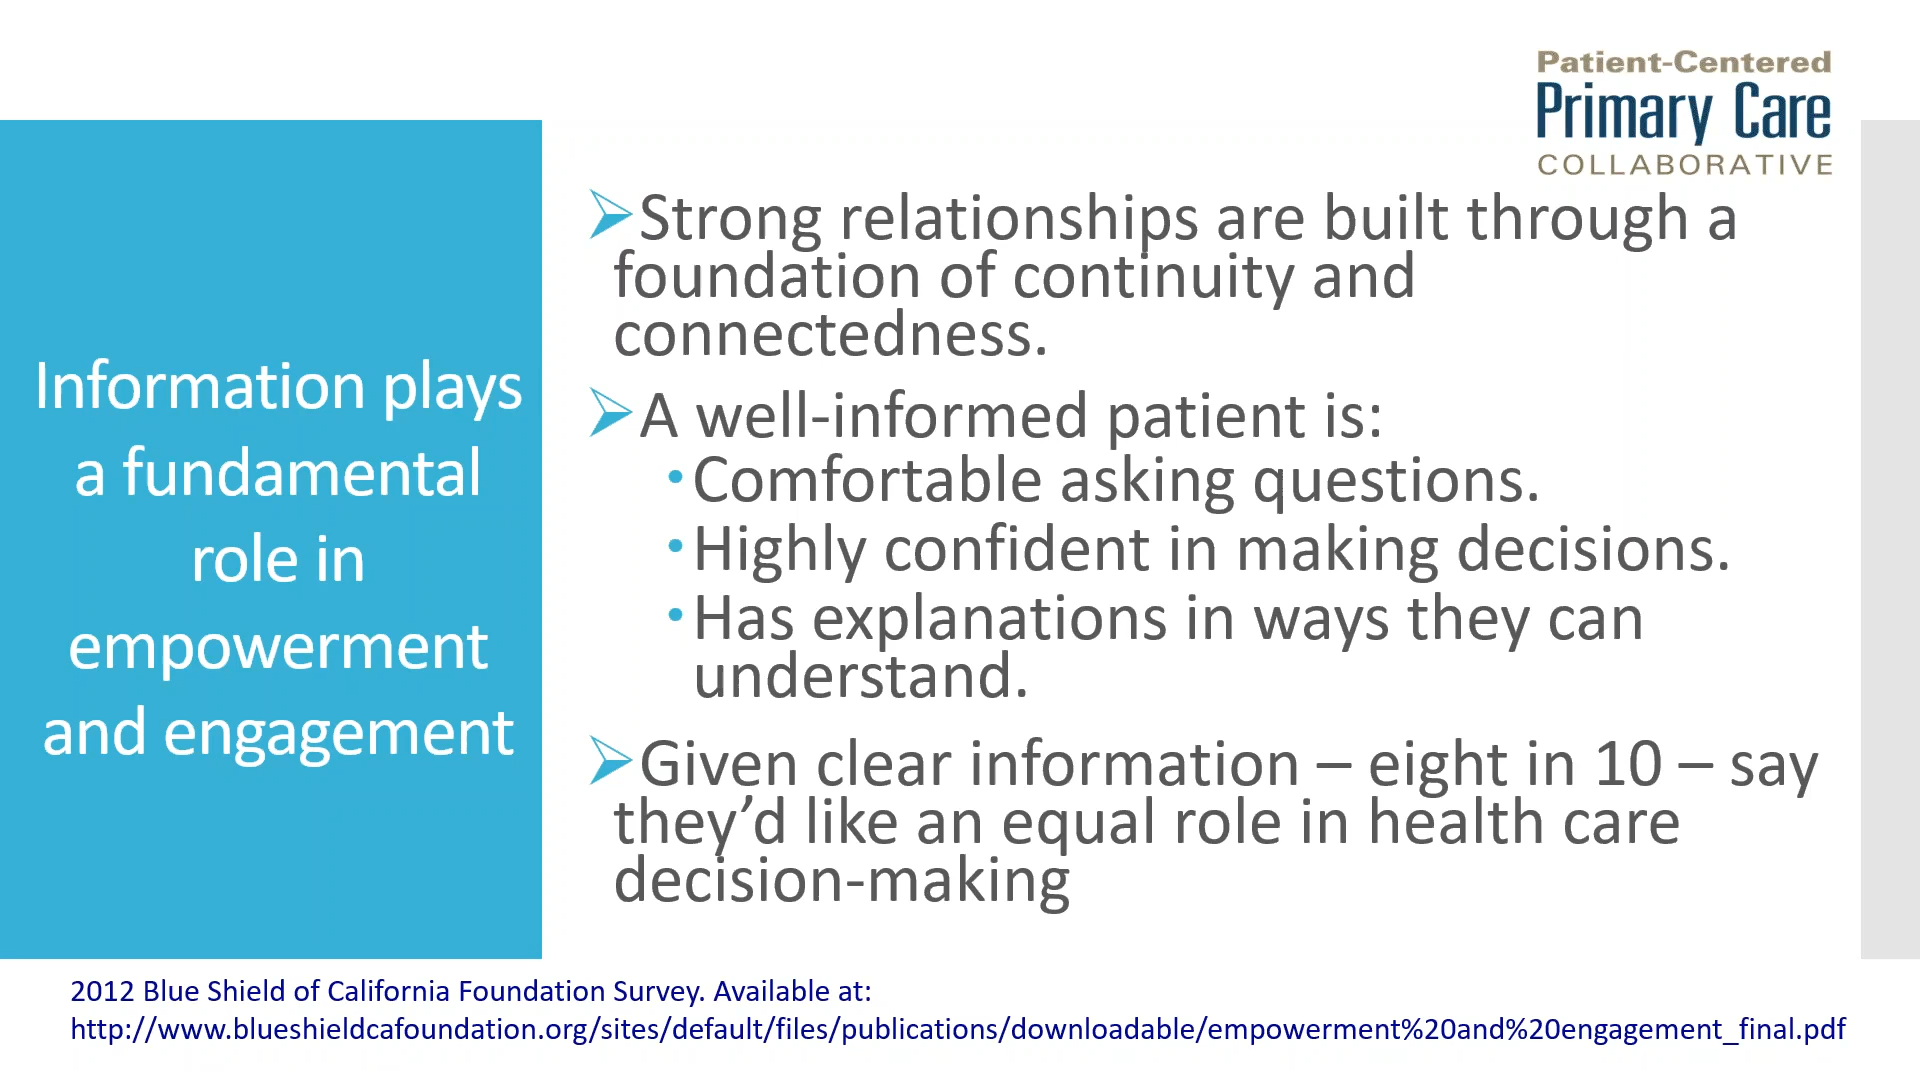 Patient-Centered
Primary Care
COLLABORATIVE
Information plays
a fundamental
role in
empowerment
and engagement
Strong relationships are built through a
foundation of continuity and
connectedness.
A well-informed patient is:
Comfortable asking questions.
Highly confident in making decisions.
Has explanations in ways they can
understand.
Given clear information – eight in 10 – say
they’d like an equal role in health care
decision-making
2012 Blue Shield of California Foundation Survey. Available at:
http://www.blueshieldcafoundation.org/sites/default/files/publications/downloadable/empowerment%20and%20engagement_final.pdf